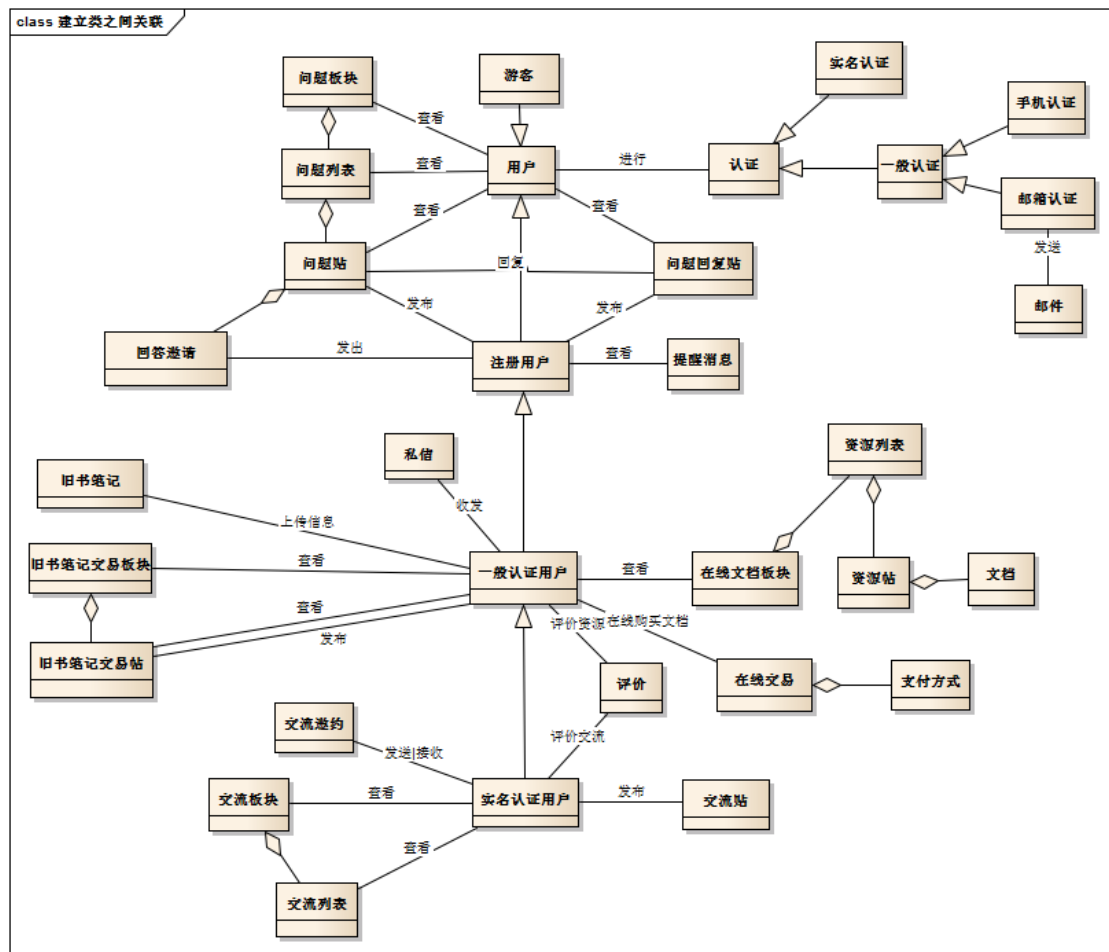 class 建立类之间关联
实名认证
问题板块
游客
手机认证
查看
问题列表
查看
用户
进行
认证
一般认证
邮箱认证
查看
查看
发送
问题贴
回复
问题回复贴
邮件
发布
发布
回答邀请
发出
注册用户
查看
提醒消息
资源列表
私信
旧书笔记
收发
上传信息
旧书笔记交易板块
查看
一般认证用户
查看
在线文档板块
资源帖
文档
查看
评价资源
在线购买文档
发布
旧书笔记交易帖
评价
在线交易
支付方式
交流邀约
评价交流
发送|接收
交流板块
查看
实名认证用户
发布
交流贴
查看
交流列表